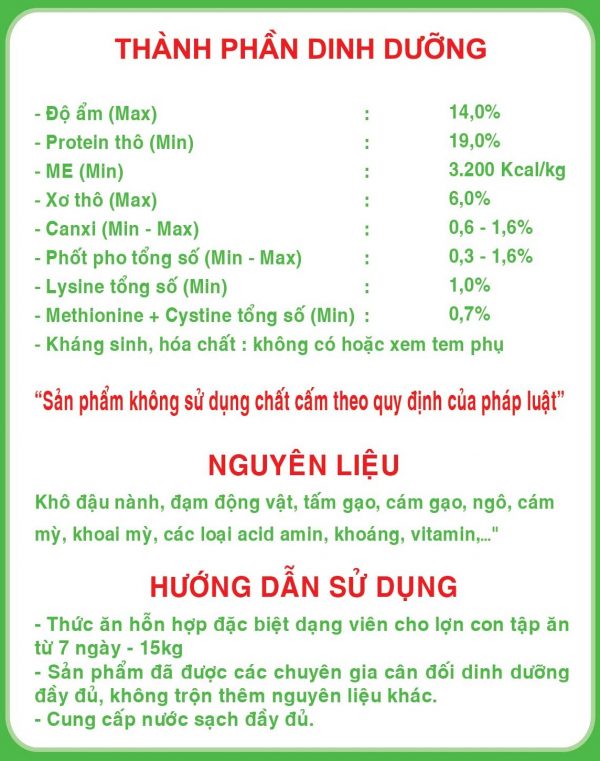 THÀNH PHẦN DINH DƯỠNG
- Độ ẩm (Max) : 14,0%
- Protein thô (Min) : 19,0%
- ME (Min) : 3.200 Kcal/kg
- Xơ thô (Max) : 6,0%
- Canxi (Min - Max) : 0,6 - 1,6%
- Phốt pho tổng số (Min - Max) : 0,3 - 1,6%
- Lysine tổng số (Min) : 1,0%
- Methionine + Cystine tổng số (Min) : 0,7%
- Kháng sinh, hóa chất : không có hoặc xem tem phụ
“Sản phẩm không sử dụng chất cấm theo quy định của pháp luật”
NGUYÊN LIỆU
Khô đậu nành, đạm động vật, tấm gạo, cám gạo, ngô, cám
mỳ, khoai mỳ, các loại acid amin, khoáng, vitamin,..."
HƯỚNG DẪN SỬ DỤNG
- Thức ăn hỗn hợp đặc biệt dạng viên cho lợn con tập ăn
từ 7 ngày - 15kg
- Sản phẩm đã được các chuyên gia cân đối dinh dưỡng
đầy đủ, không trộn thêm nguyên liệu khác.
- Cung cấp nước sạch đầy đủ.